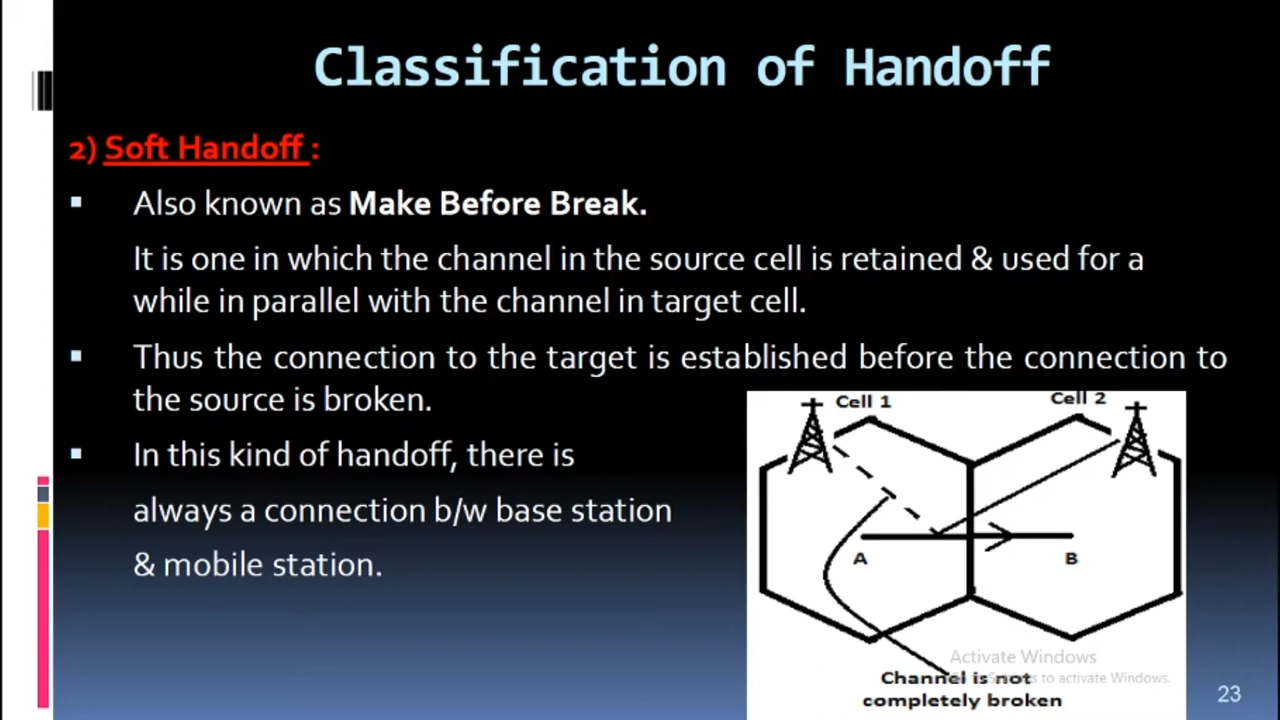 Classification of Handoff
2) Soft Handoff :
▪ Also known as Make Before Break.
It is one in which the channel in the source cell is retained & used for a
while in parallel with the channel in target cell.
▪ Thus the connection to the target is established before the connection to
the source is broken.
▪ In this kind of handoff, there is
always a connection b/w base station
& mobile station.
Cell 1
Cell 2
A
B
Activate Windows
to activate Windows.
Channel is not
completely broken
23